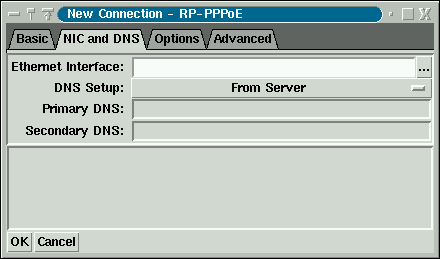 New Connection - RP-PPPoE
Basic NIC and DNS Options Advanced
Ethernet Interface: ...
DNS Setup: From Server
Primary DNS:
Secondary DNS:
OK Cancel